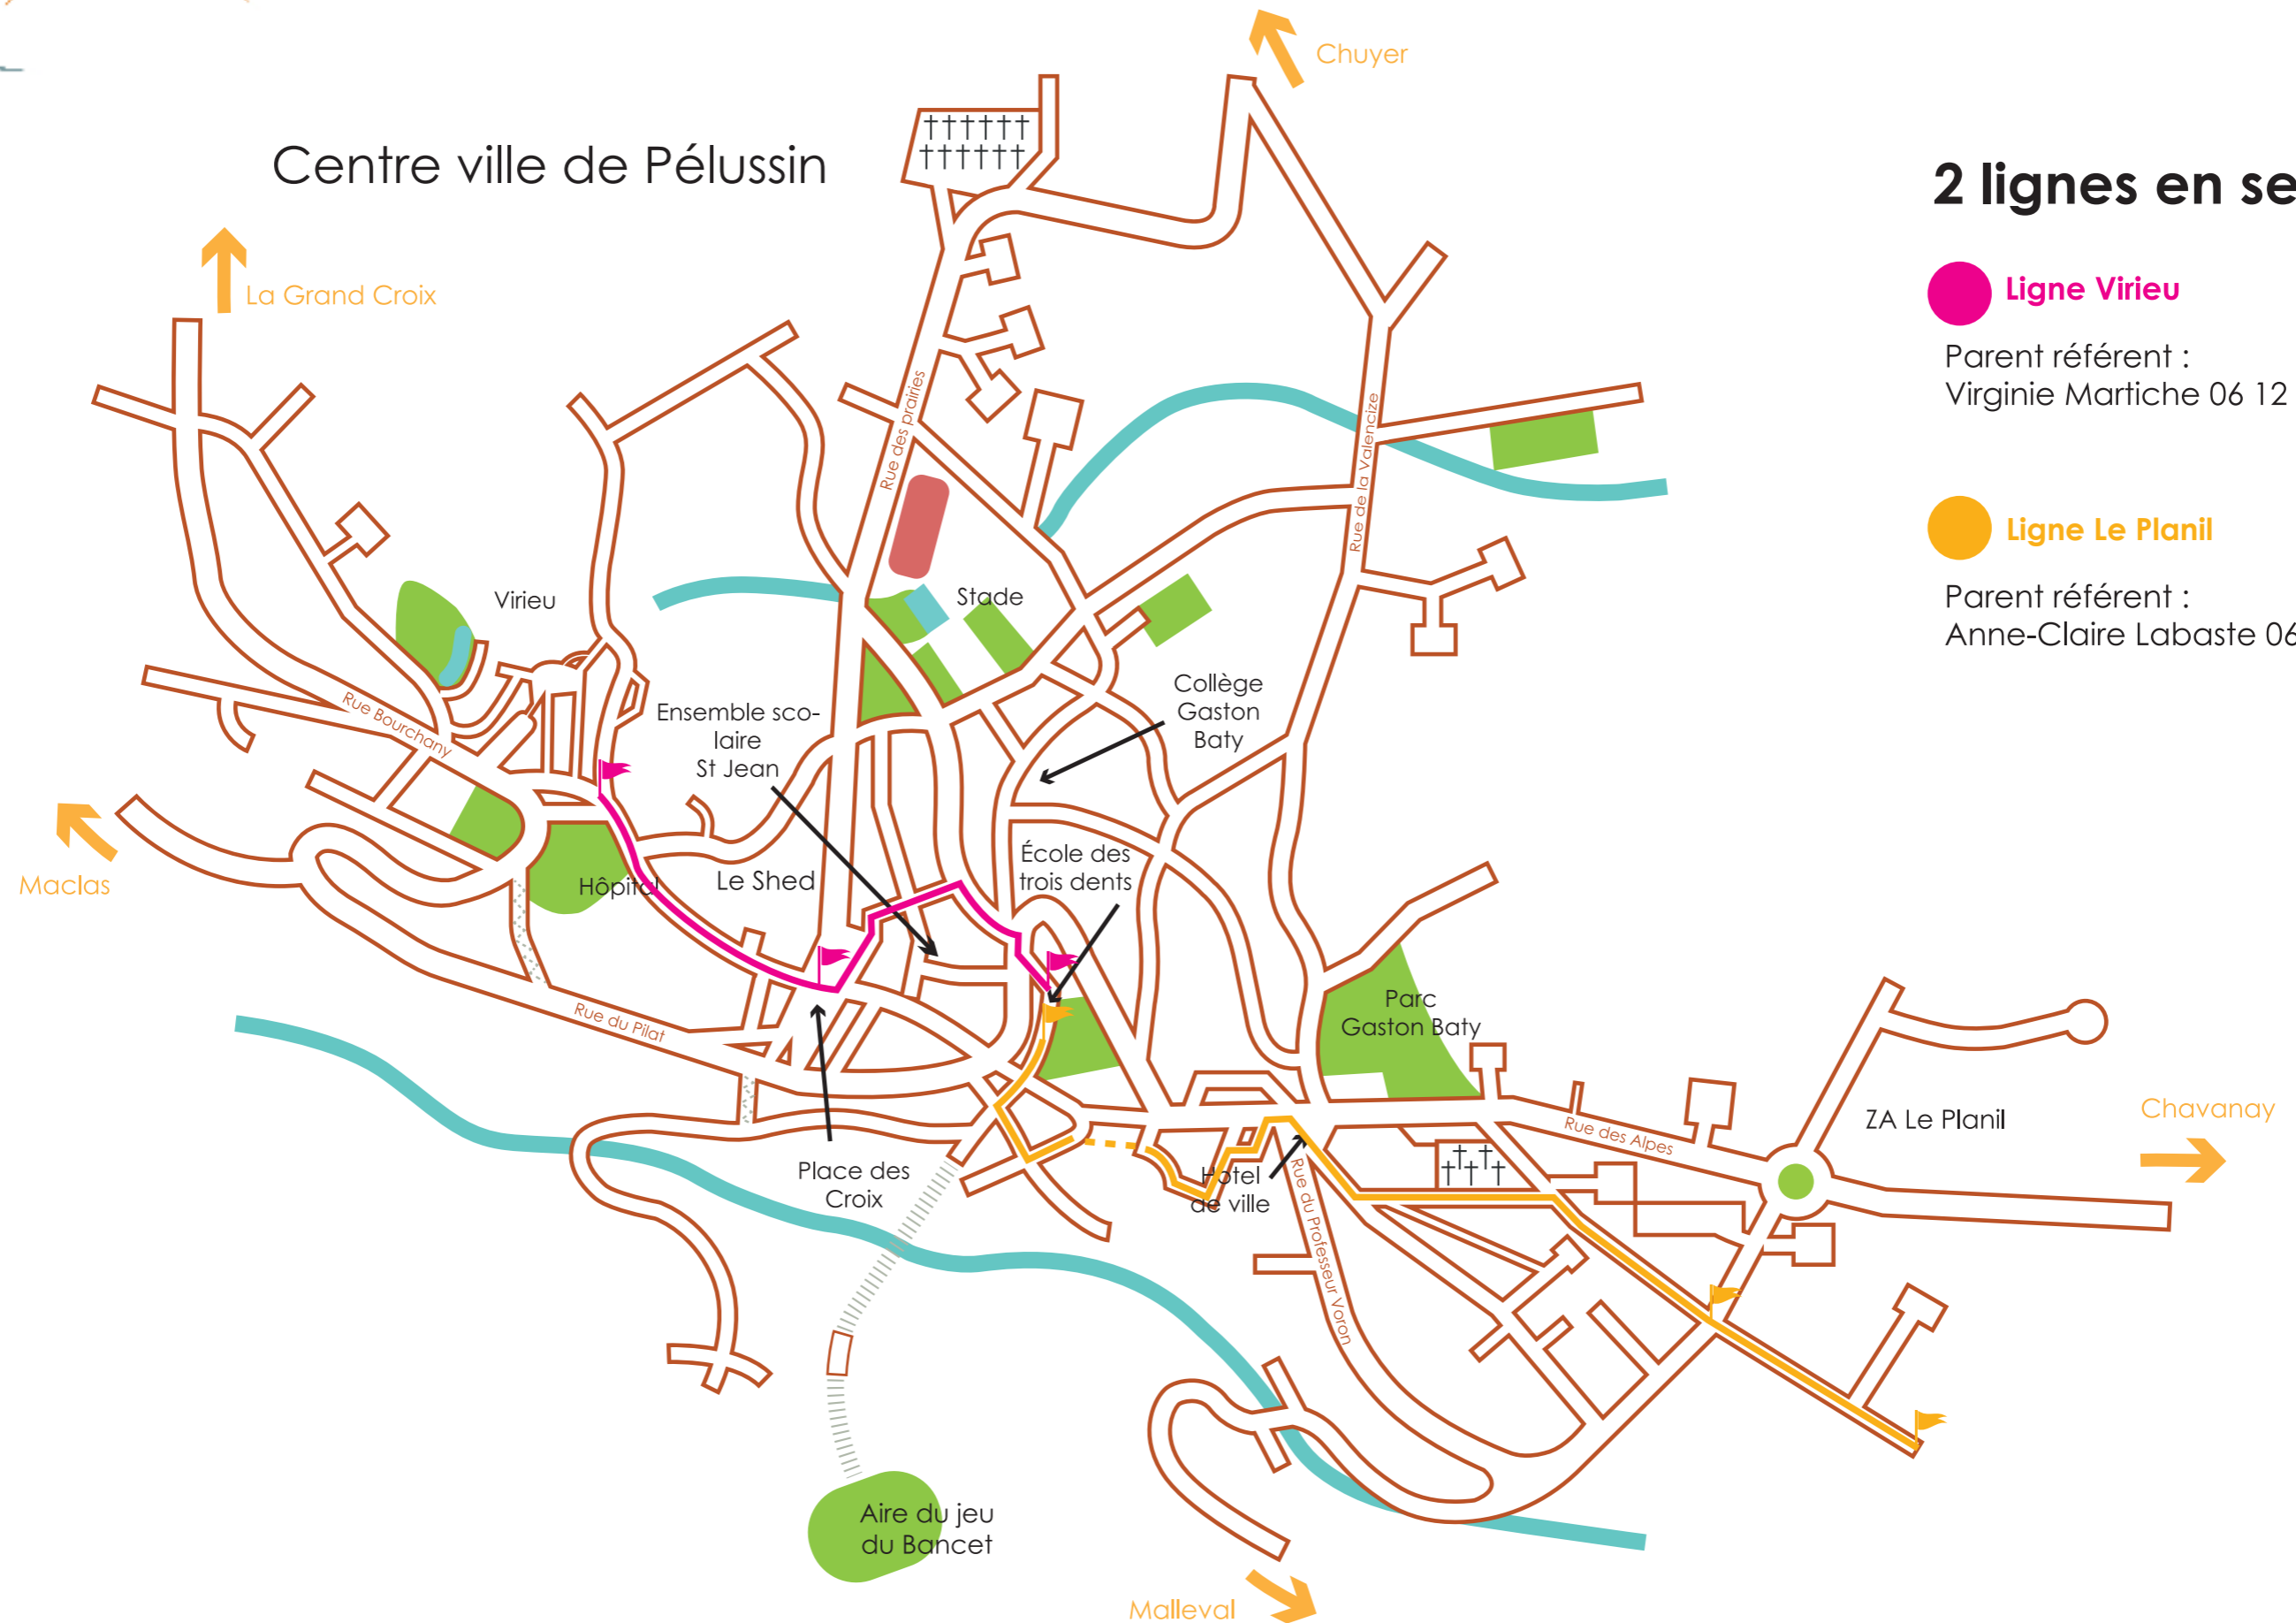 Chuyer
Centre ville de Pélussin
2 lignes en se
La Grand Croix
Ligne Virieu
Parent référent :
Virginie Martiche 06 12
Rue des prairies
Rue de la Valencize
Ligne Le Planil
Parent référent :
Anne-Claire Labaste 06
Virieu
Stade
Rue Bourchany
Ensemble sco-
laire
St Jean
Collège
Gaston
Baty
Maclas
Hôpital
Le Shed
École des
trois dents
Rue du Pilat
Parc
Gaston Baty
Place des
Croix
Hotel
de ville
Rue du Professeur Voron
Rue des Alpes
ZA Le Planil
Chavanay
Aire du jeu
du Bancet
Malleval